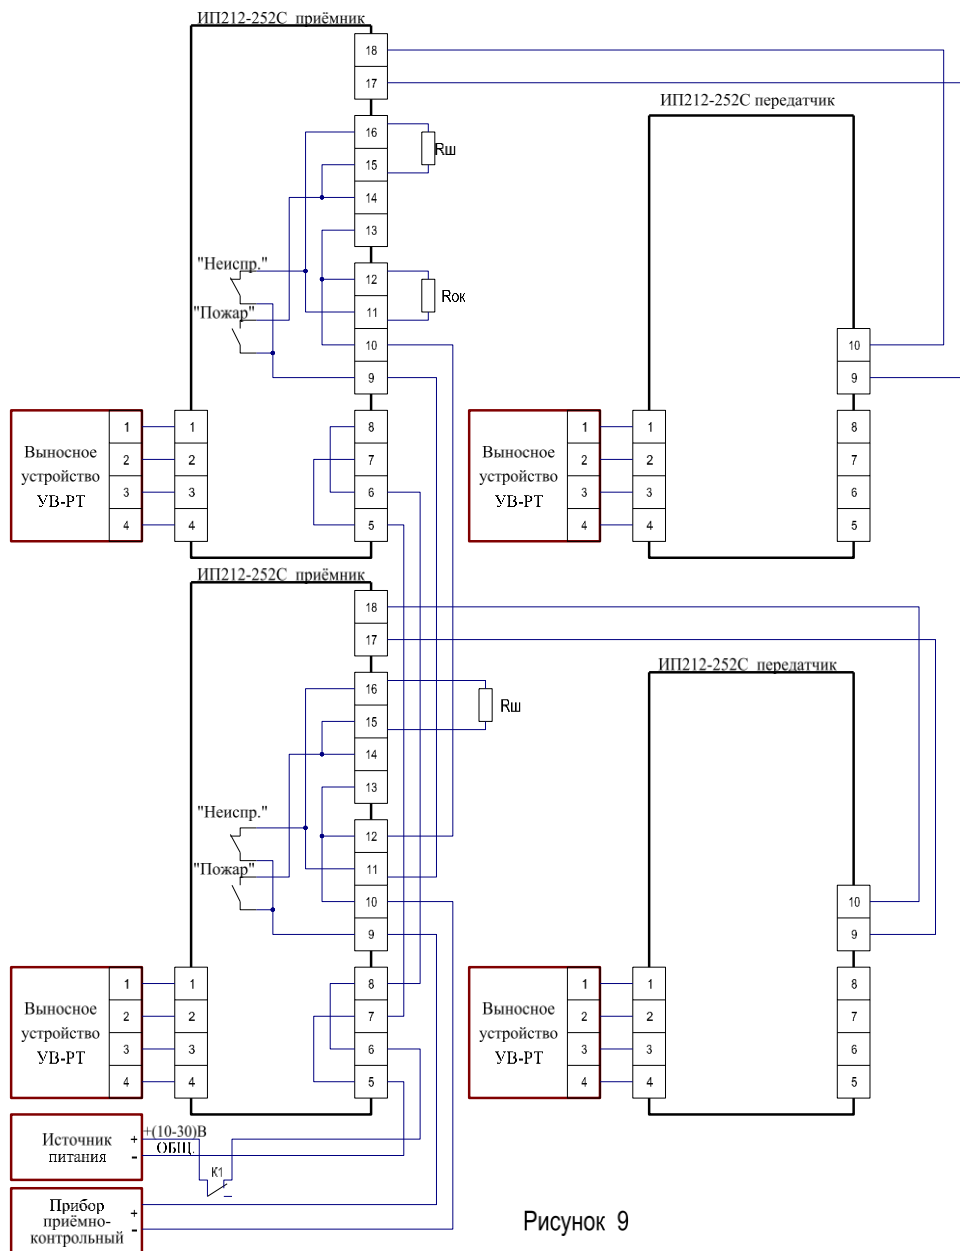 ИП212-252С приёмник
18
17
ИП212-252С передатчик
16
15
14
13
Rш
"Неиспр."
"Пожар"
12
11
10
9
Rок
10
9
8
7
6
5
8
7
6
5
Выносное
устройство
УВ-РТ
1
2
3
4
1
2
3
4
Выносное
устройство
УВ-РТ
1
2
3
4
1
2
3
4
ИП212-252С приёмник
18
17
ИП212-252С передатчик
16
15
14
13
Rш
"Неиспр."
"Пожар"
12
11
10
9
10
9
8
7
6
5
8
7
6
5
Выносное
устройство
УВ-РТ
1
2
3
4
1
2
3
4
Выносное
устройство
УВ-РТ
1
2
3
4
1
2
3
4
Источник
питания
+
-
+(10-30)В
ОБЩ.
К1
Прибор
приёмно-
контрольный
+
-
Рисунок 9